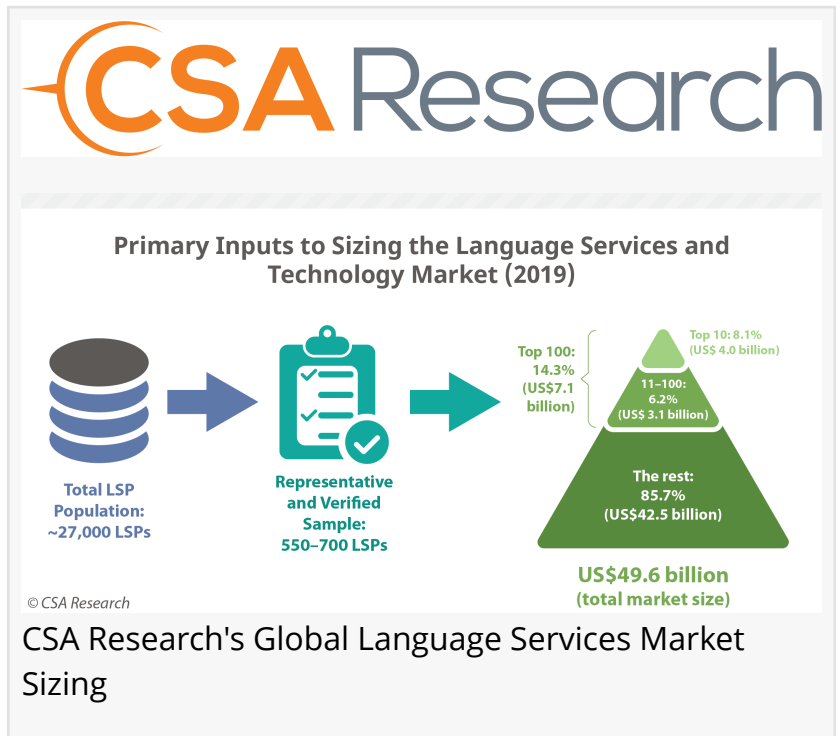 CSA Research
Primary Inputs to Sizing the Language Services and
Technology Market (2019)
Total LSP
Population:
~27,000 LSPs
Representative
and Verified
Sample:
550–700 LSPs
Top 100:
14.3%
(US$7.1
billion)
Top 10: 8.1%
(US$ 4.0 billion)
11–100:
6.2%
(US$ 3.1 billion)
The rest:
85.7%
(US$42.5 billion)
US$49.6 billion
(total market size)
© CSA Research
CSA Research's Global Language Services Market
Sizing